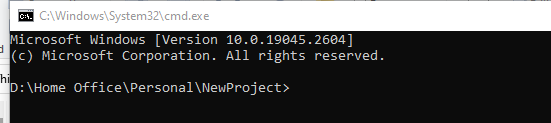 C:\Windows\System32\cmd.exe
Microsoft Windows [Version 10.0.19045.2604]
(c) Microsoft Corporation. All rights reserved.
D:\Home Office\Personal\NewProject>